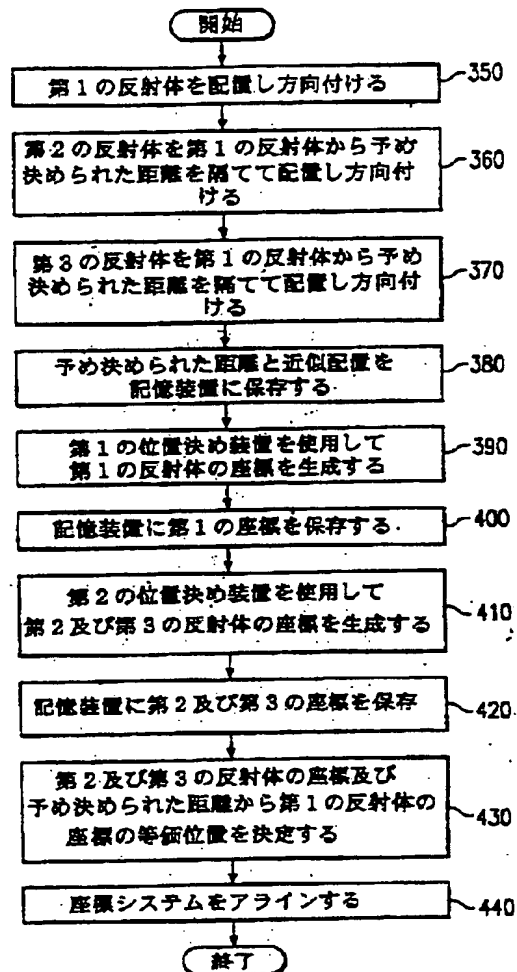 開始
第1の反射体を配置し方向付ける
350
第2の反射体を第1の反射体から予め
決められた距離を隔てて配置し方向付
ける
360
第3の反射体を第1の反射体から予め
決められた距離を隔てて配置し方向付
ける
370
予め決められた距離と近似配置を
記憶装置に保存する
380
第1の位置決め装置を使用して
第1の反射体の座標を生成する
390
記憶装置に第1の座標を保存する
400
第2の位置決め装置を使用して
第2及び第3の反射体の座標を生成する
410
記憶装置に第2及び第3の座標を保存
420
第2及び第3の反射体の座標及び
予め決められた距離から第1の反射体の
座標の等価位置を決定する
430
座標システムをアラインする
440
終了